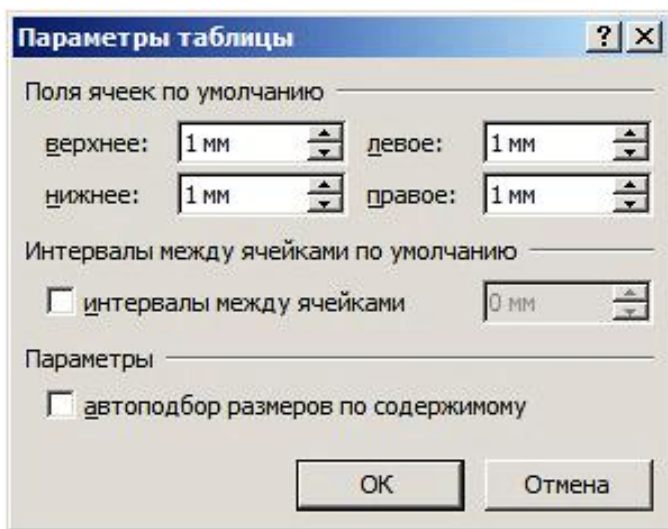 Параметры таблицы ?
Поля ячеек по умолчанию
верхнее: 1 мм левое: 1 мм
нижнее: 1 мм правое: 1 мм
Интервалы между ячейками по умолчанию
интервалы между ячейками 0 мм
Параметры
автоподбор размеров по содержимому
ОК Отмена